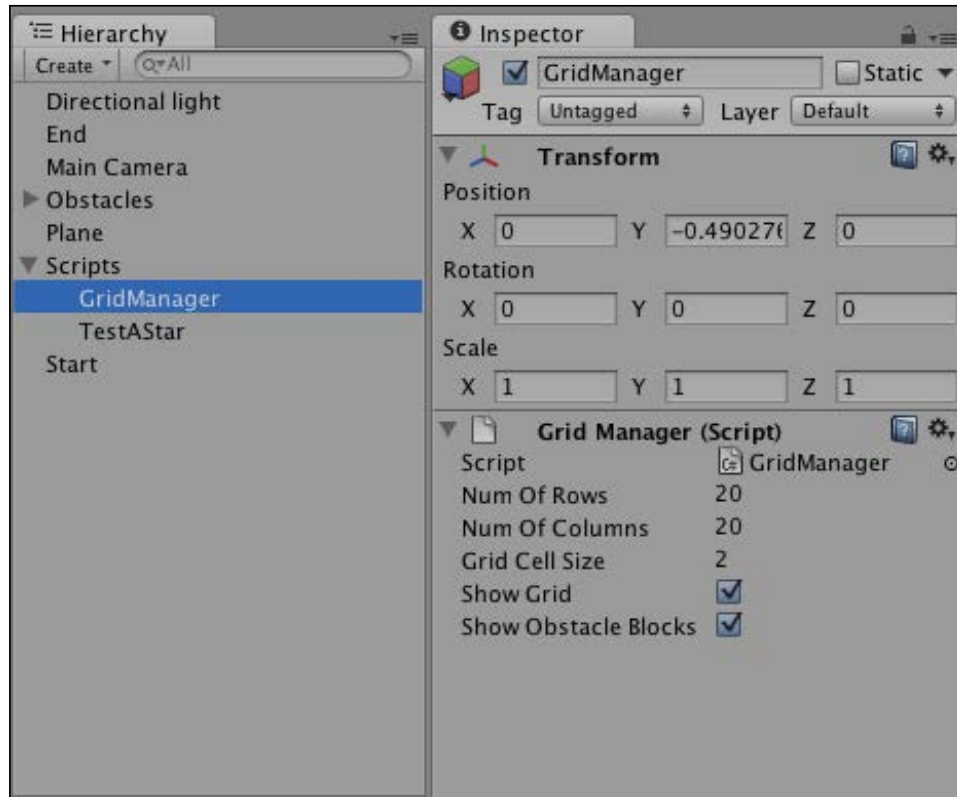 Hierarchy
Create
All
Directional light
End
Main Camera
Obstacles
Plane
Scripts
GridManager
TestAStar
Start
Inspector
GridManager
Static
Tag Untagged Layer Default
Transform
Position
X 0 Y -0.490276 Z 0
Rotation
X 0 Y 0 Z 0
Scale
X 1 Y 1 Z 1
Grid Manager (Script)
Script C# GridManager
Num Of Rows 20
Num Of Columns 20
Grid Cell Size 2
Show Grid
Show Obstacle Blocks